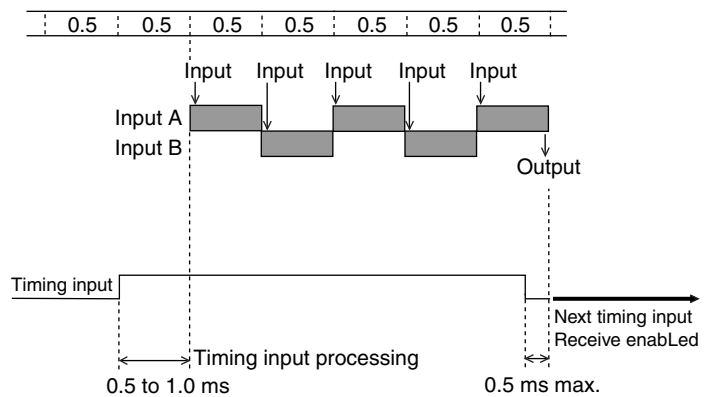 0.5 0.5 0.5 0.5 0.5 0.5 0.5
Input Input Input Input Input
Input A
Input B
Output
Timing input
Next timing input
Receive enabLed
Timing input processing
0.5 to 1.0 ms
0.5 ms max.